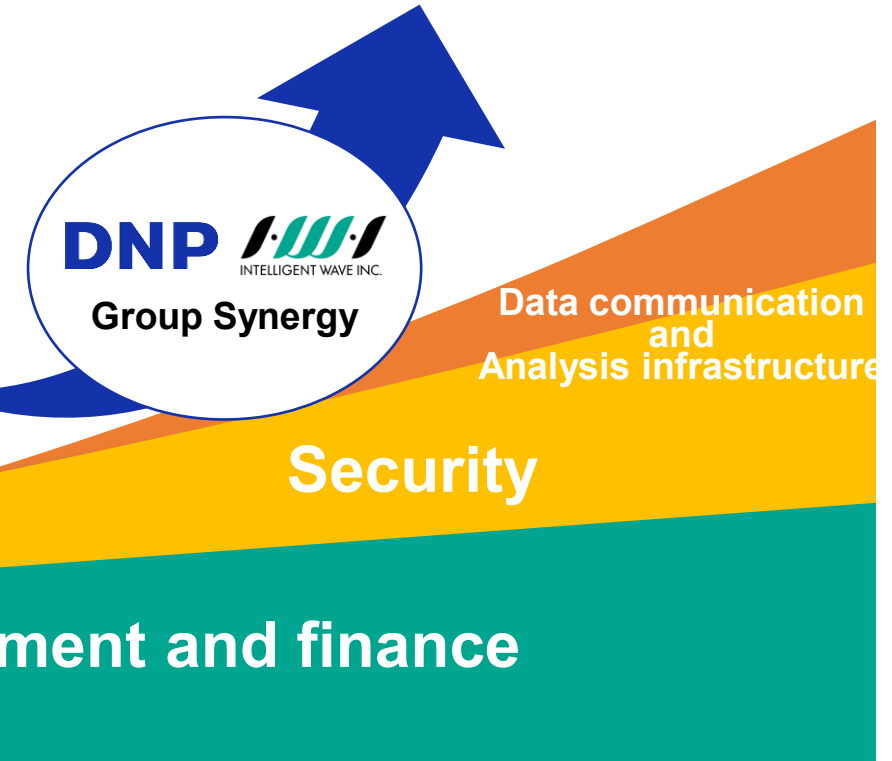 DNP
INTELLIGENT WAVE INC.
Group Synergy
Data communication
and
Analysis infrastructure
Security
ment and finance